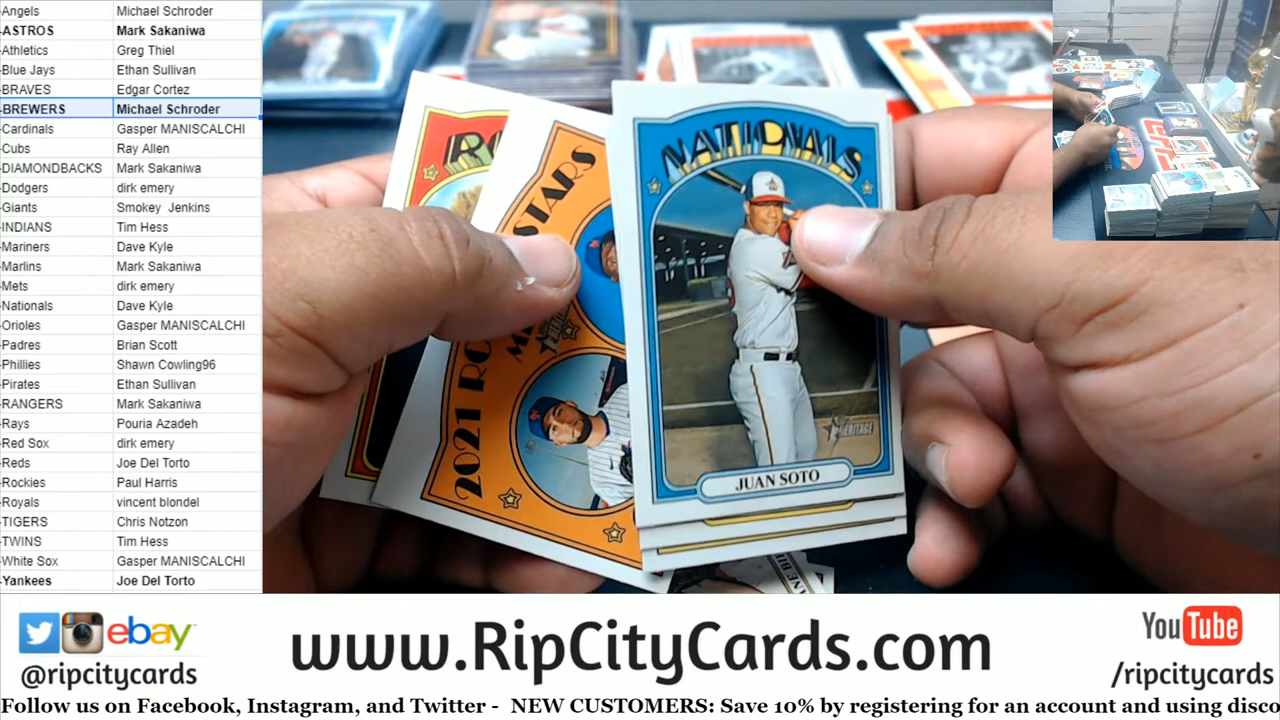 -Angels Michael Schroder
-ASTROS Mark Sakaniwa
-Athletics Greg Thiel
-Blue Jays Ethan Sullivan
-BRAVES Edgar Cortez
-BREWERS Michael Schroder
-Cardinals Gasper MANISCALCHI
-Cubs Ray Allen
-DIAMONDBACKS Mark Sakaniwa
-Dodgers dirk emery
-Giants Smokey Jenkins
-INDIANS Tim Hess
-Mariners Dave Kyle
-Marlins Mark Sakaniwa
-Mets dirk emery
-Nationals Dave Kyle
-Orioles Gasper MANISCALCHI
-Padres Brian Scott
-Phillies Shawn Cowling96
-Pirates Ethan Sullivan
-RANGERS Mark Sakaniwa
-Rays Pouria Azadeh
-Red Sox dirk emery
-Reds Joe Del Torto
-Rockies Paul Harris
-Royals vincent blondel
-TIGERS Chris Notzon
-TWINS Tim Hess
-White Sox Gasper MANISCALCHI
-Yankees Joe Del Torto
NATIONALS
HERITAGE
JUAN SOTO
STARS
2021 RO
ebay
@ripcitycards
www.RipCityCards.com
YouTube
/ripcitycards
Follow us on Facebook, Instagram, and Twitter - NEW CUSTOMERS: Save 10% by registering for an account and using disco